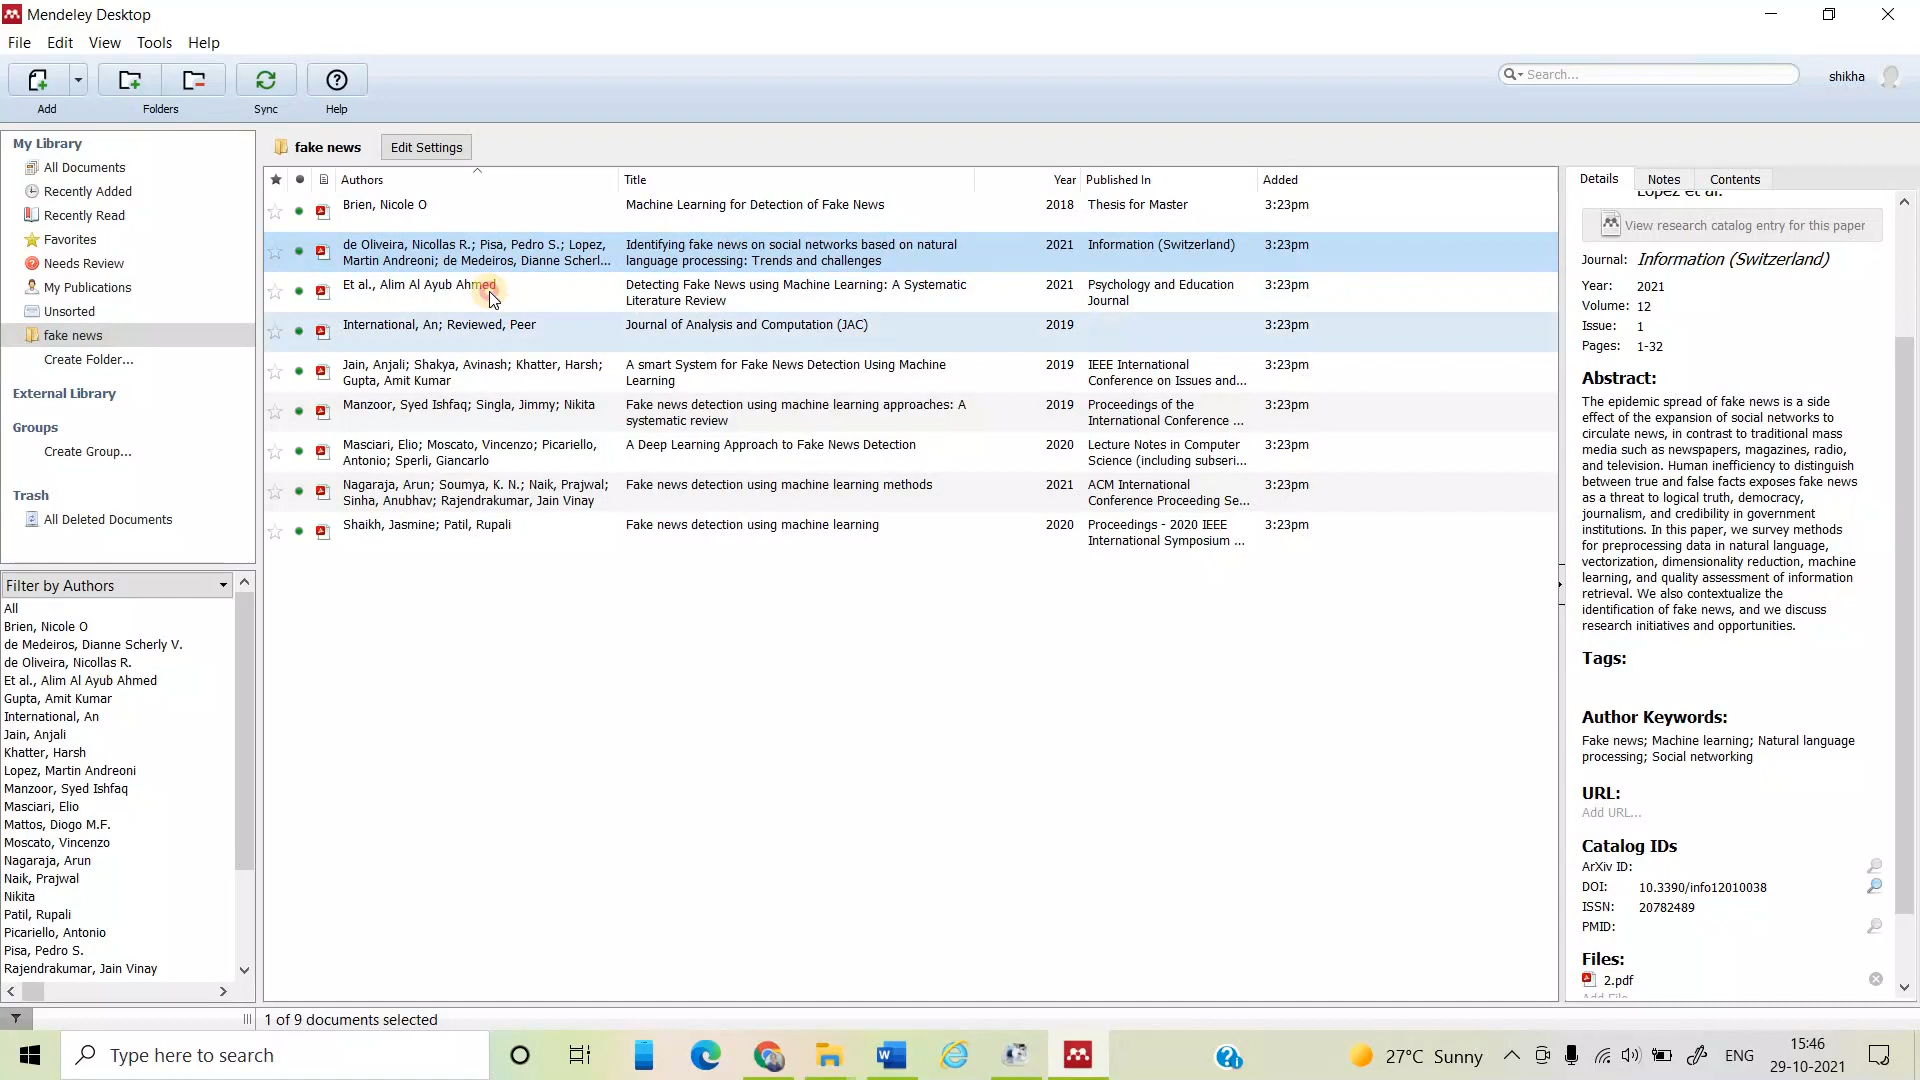 Mendeley Desktop
File Edit View Tools Help
Search...
shikha
Add Folders Sync Help
My Library
All Documents
Recently Added
Recently Read
Favorites
Needs Review
My Publications
Unsorted
fake news
Create Folder...
External Library
Groups
Create Group...
Trash
All Deleted Documents
Filter by Authors
All
Brien, Nicole O
de Medeiros, Dianne Scherly V.
de Oliveira, Nicollas R.
Et al., Alim Al Ayub Ahmed
Gupta, Amit Kumar
International, An
Jain, Anjali
Khatter, Harsh
Lopez, Martin Andreoni
Manzoor, Syed Ishfaq
Masciari, Elio
Mattos, Diogo M.F.
Moscato, Vincenzo
Nagaraja, Arun
Naik, Prajwal
Nikita
Patil, Rupali
Picariello, Antonio
Pisa, Pedro S.
Rajendrakumar, Jain Vinay
fake news Edit Settings
Authors Title Year Published In Added
Brien, Nicole O Machine Learning for Detection of Fake News 2018 Thesis for Master 3:23pm
de Oliveira, Nicollas R.; Pisa, Pedro S.; Lopez, Identifying fake news on social networks based on natural 2021 Information (Switzerland) 3:23pm
Martin Andreoni; de Medeiros, Dianne Scherl... language processing: Trends and challenges
Et al., Alim Al Ayub Ahmed Detecting Fake News using Machine Learning: A Systematic 2021 Psychology and Education 3:23pm
Literature Review Journal
International, An; Reviewed, Peer Journal of Analysis and Computation (JAC) 2019 3:23pm
Jain, Anjali; Shakya, Avinash; Khatter, Harsh; A smart System for Fake News Detection Using Machine 2019 IEEE International 3:23pm
Gupta, Amit Kumar Learning Conference on Issues and...
Manzoor, Syed Ishfaq; Singla, Jimmy; Nikita Fake news detection using machine learning approaches: A 2019 Proceedings of the 3:23pm
systematic review International Conference ...
Masciari, Elio; Moscato, Vincenzo; Picariello, A Deep Learning Approach to Fake News Detection 2020 Lecture Notes in Computer 3:23pm
Antonio; Sperli, Giancarlo Science (including subseri...
Nagaraja, Arun; Soumya, K. N.; Naik, Prajwal; Fake news detection using machine learning methods 2021 ACM International 3:23pm
Sinha, Anubhav; Rajendrakumar, Jain Vinay Conference Proceeding Se...
Shaikh, Jasmine; Patil, Rupali Fake news detection using machine learning 2020 Proceedings - 2020 IEEE 3:23pm
International Symposium ...
1 of 9 documents selected
Details Notes Contents
Lopez et al.
View research catalog entry for this paper
Journal: Information (Switzerland)
Year: 2021
Volume: 12
Issue: 1
Pages: 1-32
Abstract:
The epidemic spread of fake news is a side
effect of the expansion of social networks to
circulate news, in contrast to traditional mass
media such as newspapers, magazines, radio,
and television. Human inefficiency to distinguish
between true and false facts exposes fake news
as a threat to logical truth, democracy,
journalism, and credibility in government
institutions. In this paper, we survey methods
for preprocessing data in natural language,
vectorization, dimensionality reduction, machine
learning, and quality assessment of information
retrieval. We also contextualize the
identification of fake news, and we discuss
research initiatives and opportunities.
Tags:
Author Keywords:
Fake news; Machine learning; Natural language
processing; Social networking
URL:
Add URL...
Catalog IDs
ArXiv ID:
DOI: 10.3390/info12010038
ISSN: 20782489
PMID:
Files:
2.pdf
Add File
Type here to search
27°C Sunny
ENG
15:46
29-10-2021